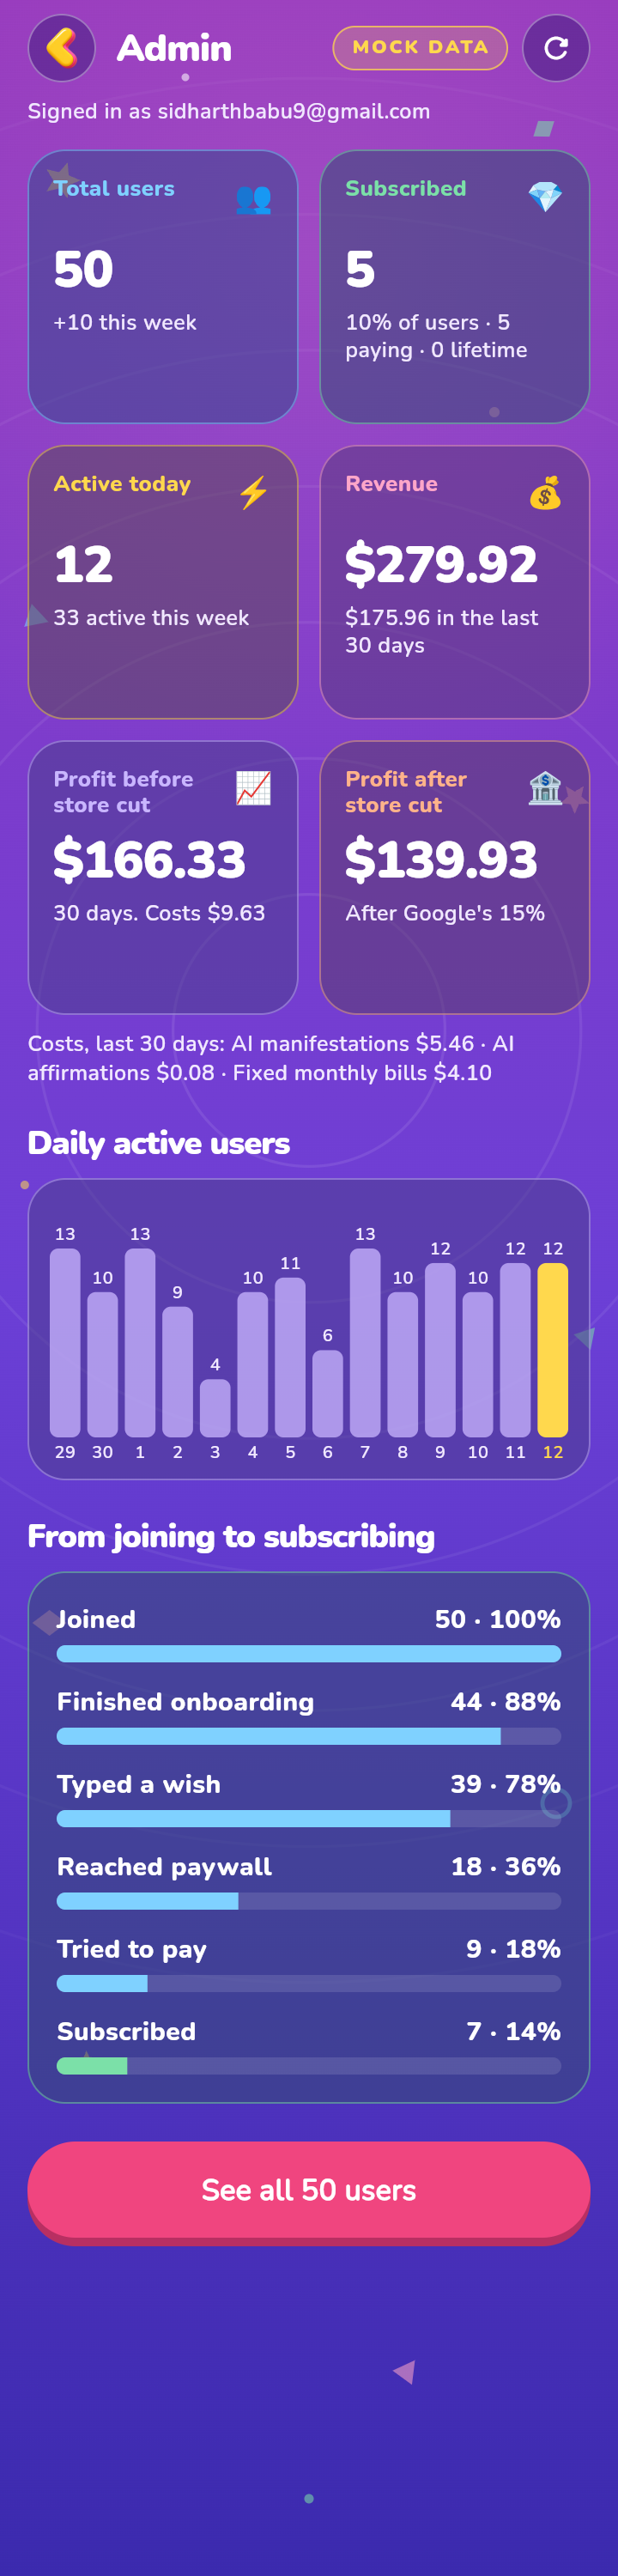 Admin
MOCK DATA
Signed in as sidharthbabu9@gmail.com
Total users
50
+10 this week
Subscribed
5
10% of users · 5
paying · 0 lifetime
Active today
12
33 active this week
Revenue
$279.92
$175.96 in the last
30 days
Profit before
store cut
$166.33
30 days. Costs $9.63
Profit after
store cut
$139.93
After Google's 15%
Costs, last 30 days: AI manifestations $5.46 · AI
affirmations $0.08 · Fixed monthly bills $4.10
Daily active users
13 10 13 9 4 10 11 6 13 10 12 10 12 12
29 30 1 2 3 4 5 6 7 8 9 10 11 12
From joining to subscribing
Joined 50 · 100%
Finished onboarding 44 · 88%
Typed a wish 39 · 78%
Reached paywall 18 · 36%
Tried to pay 9 · 18%
Subscribed 7 · 14%
See all 50 users